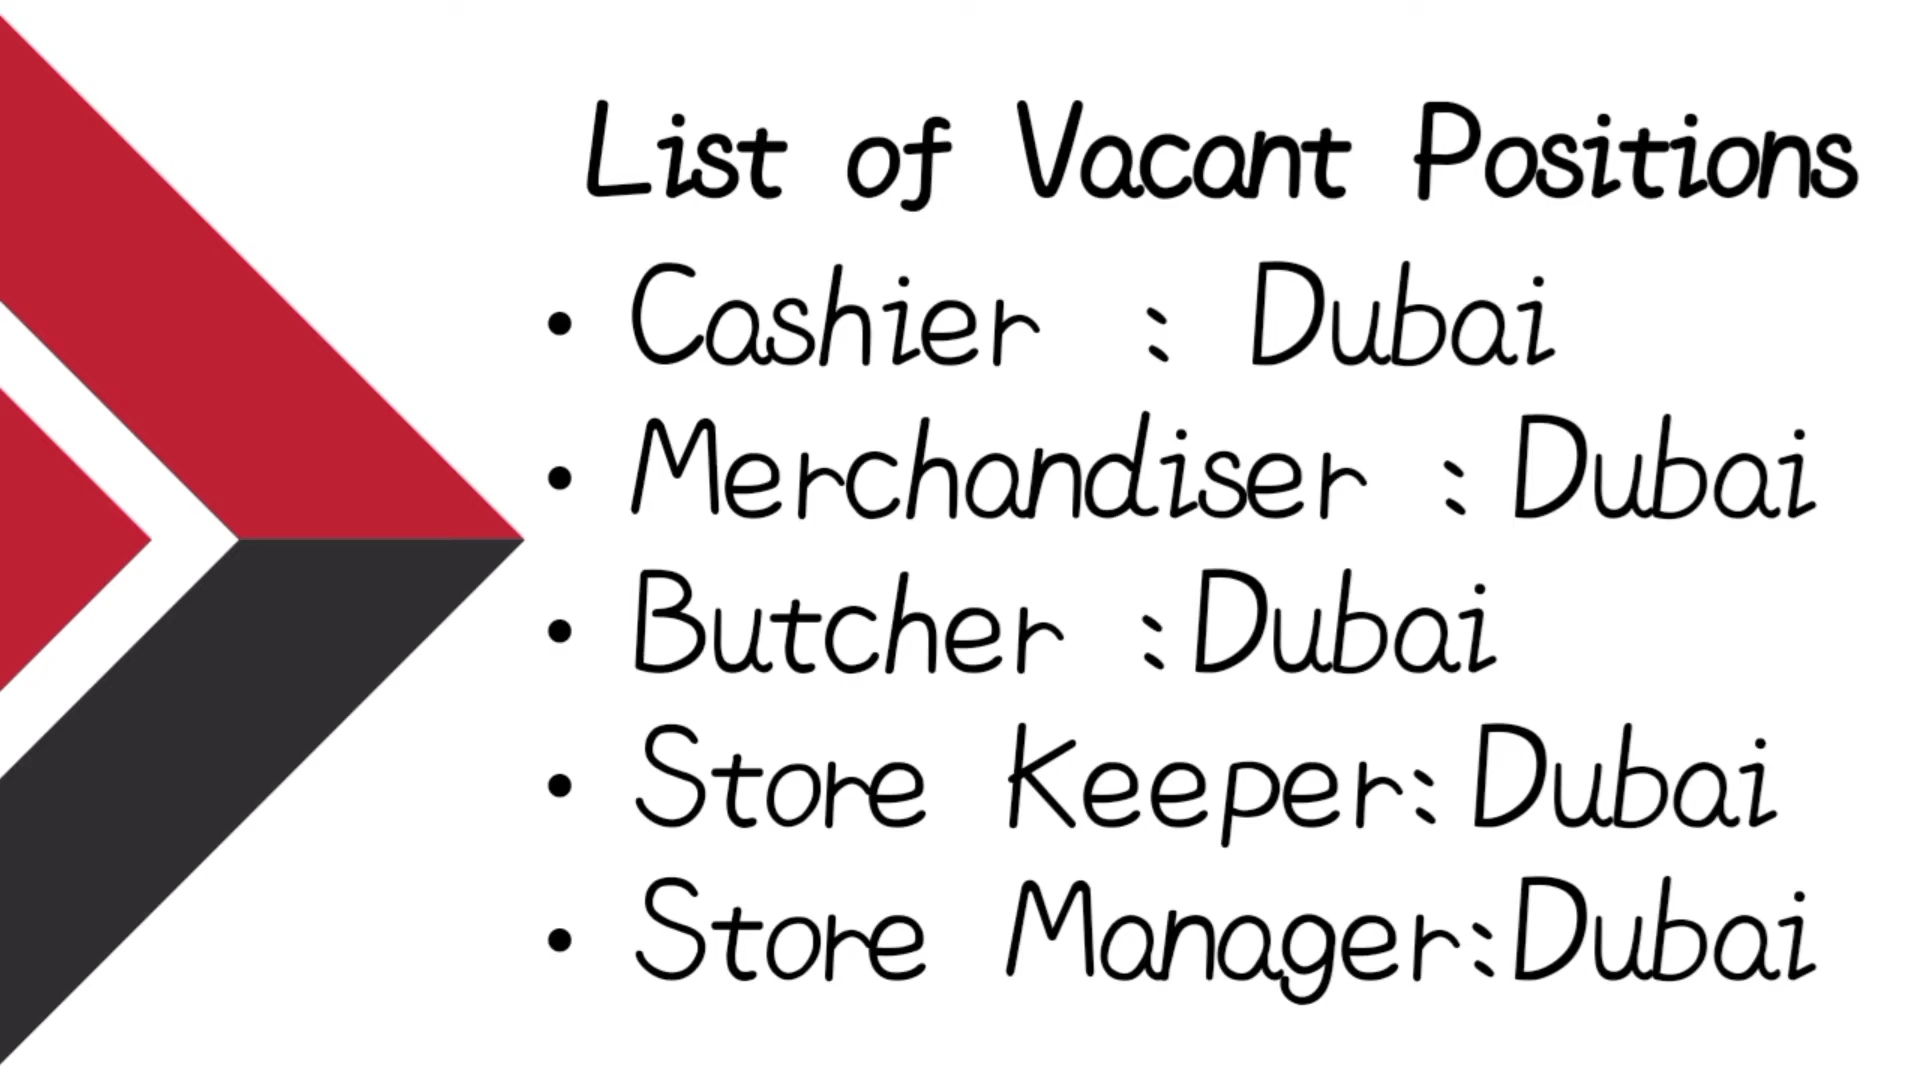 List of Vacant Positions
• Cashier : Dubai
• Merchandiser : Dubai
• Butcher :Dubai
• Store Keeper:Dubai
• Store Manager:Dubai